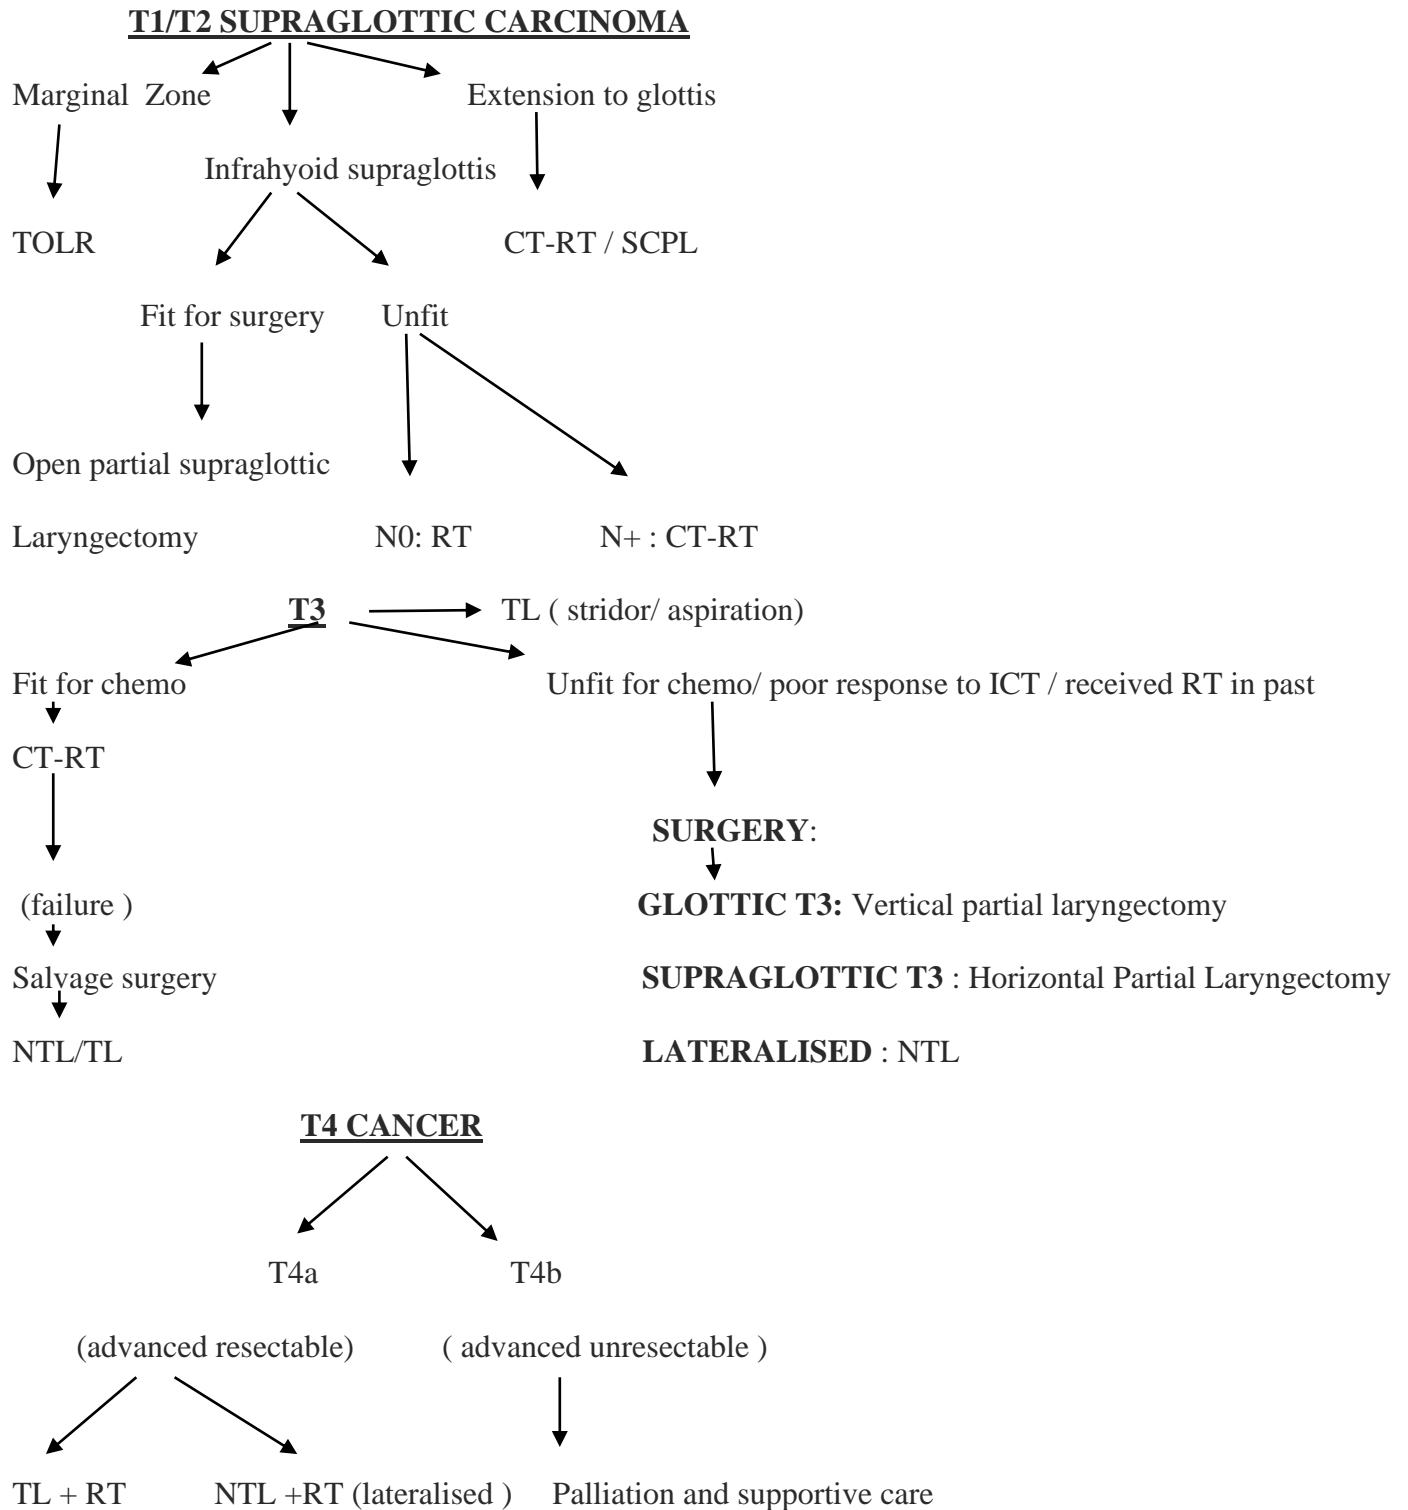 T1/T2 SUPRAGLOTTIC CARCINOMA
Marginal Zone Extension to glottis
Infrahyoid supraglottis
TOLR CT-RT / SCPL
Fit for surgery Unfit
Open partial supraglottic
Laryngectomy N0: RT N+ : CT-RT
T3 TL ( stridor/ aspiration)
Fit for chemo Unfit for chemo/ poor response to ICT / received RT in past
CT-RT
SURGERY:
(failure ) GLOTTIC T3: Vertical partial laryngectomy
Salvage surgery SUPRAGLOTTIC T3 : Horizontal Partial Laryngectomy
NTL/TL LATERALISED : NTL
T4 CANCER
T4a T4b
(advanced resectable) ( advanced unresectable )
TL + RT NTL +RT (lateralised ) Palliation and supportive care